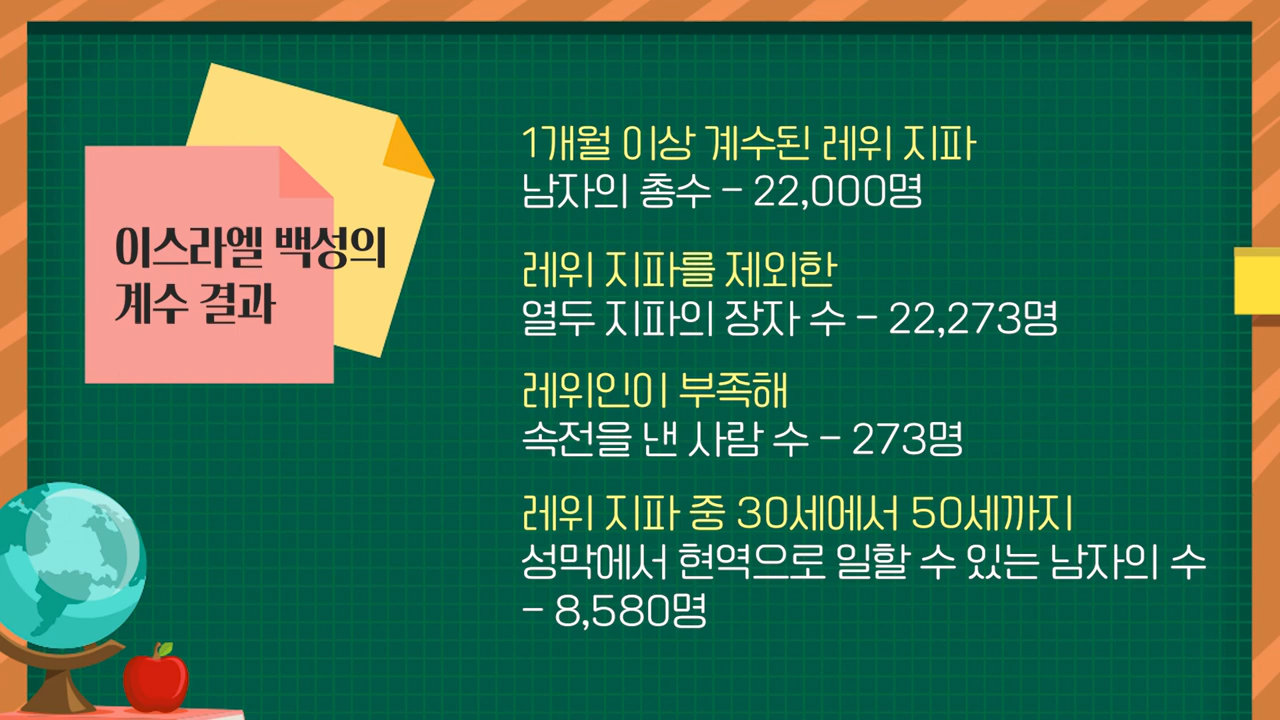 이스라엘 백성의
계수 결과
1개월 이상 계수된 레위 지파
남자의 총수 - 22,000명
레위 지파를 제외한
열두 지파의 장자 수 - 22,273명
레위인이 부족해
속전을 낸 사람 수 - 273명
레위 지파 중 30세에서 50세까지
성막에서 현역으로 일할 수 있는 남자의 수
- 8,580명